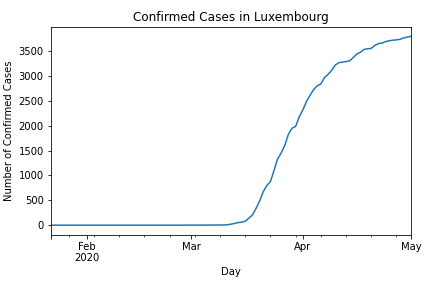 Confirmed Cases in Luxembourg
Number of Confirmed Cases
3500
3000
2500
2000
1500
1000
500
0
Feb Mar Apr May
2020
Day